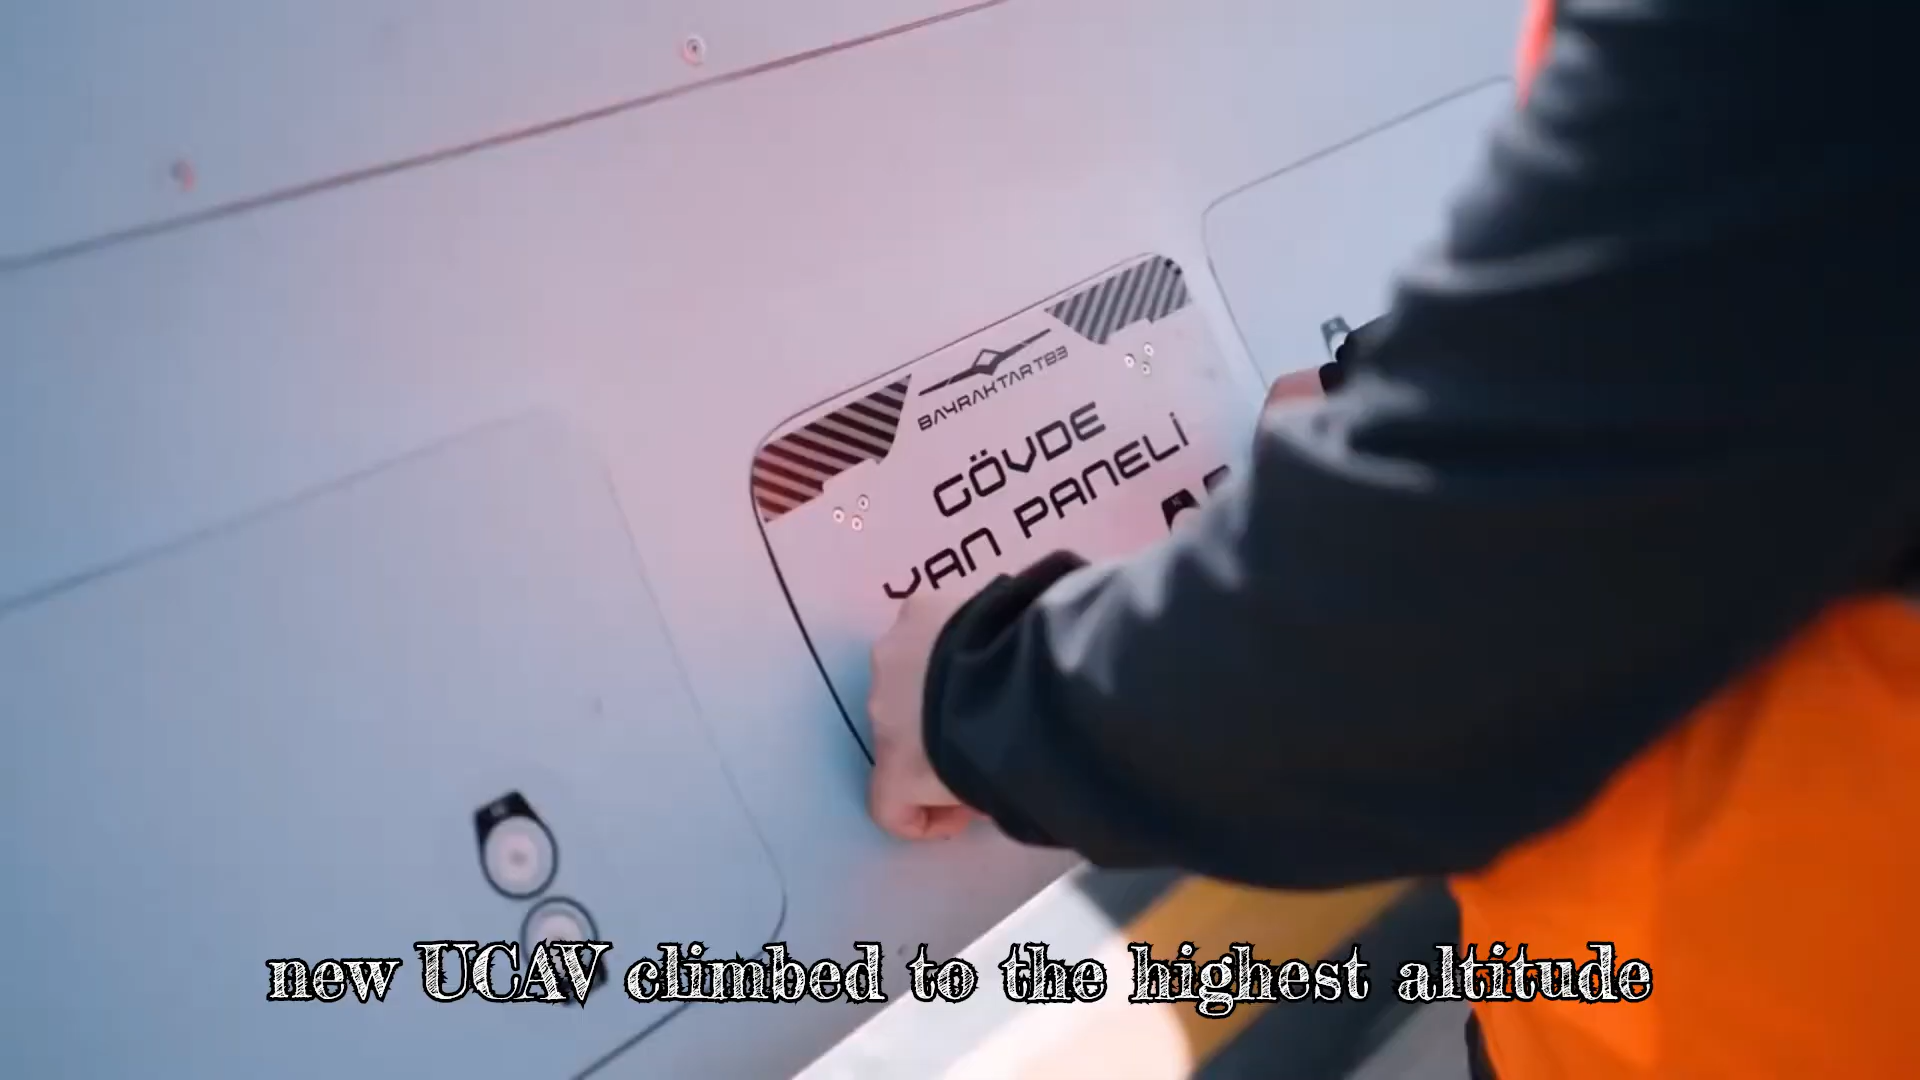 BAYRAKTAR TB3
GÖVDE
YAN PANELİ
new UCAV climbed to the highest altitude